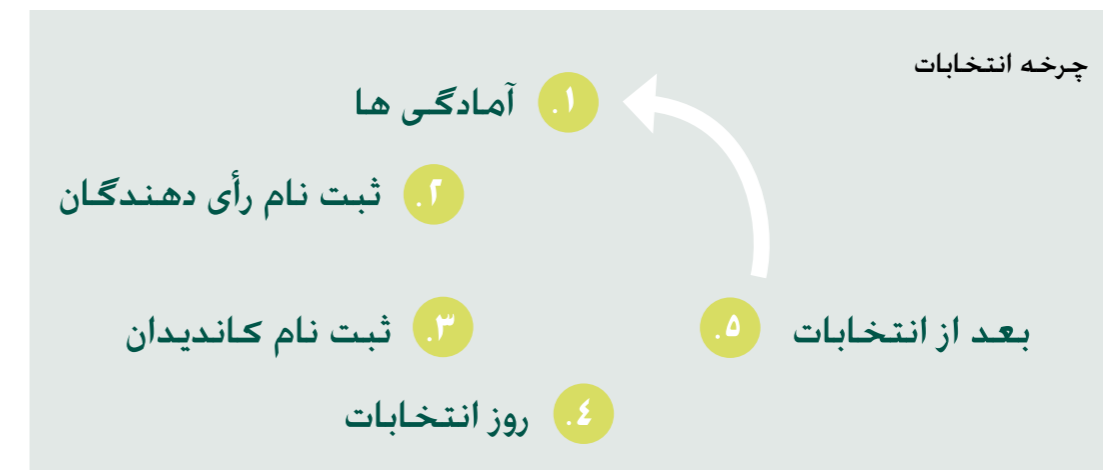 چرخه انتخابات
۱. آمادگی ها
۲. ثبت نام رأی دهندگان
۳. ثبت نام کاندیدان
۴. روز انتخابات
۵. بعد از انتخابات